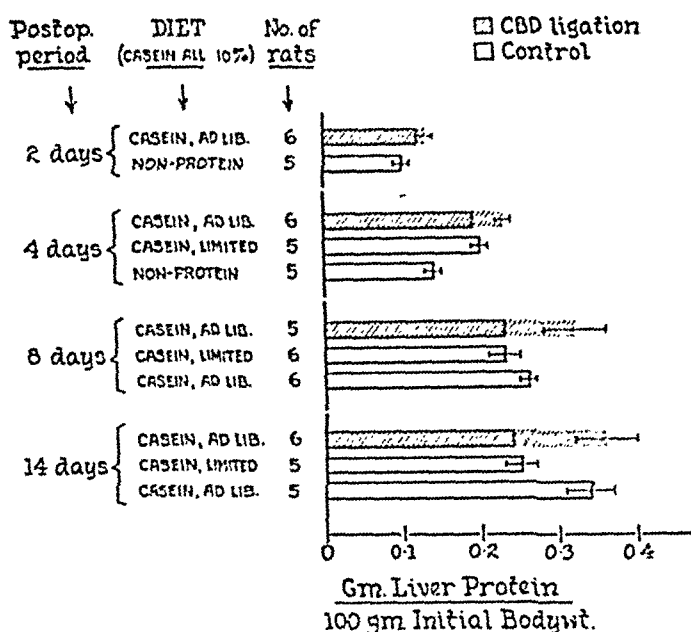 Postop. period
DIET (CASEIN ALL 10%)
No. of rats
CBD ligation
Control
2 days
CASEIN, AD LIB. 6
NON-PROTEIN 5
4 days
CASEIN, AD LIB. 6
CASEIN, LIMITED 5
NON-PROTEIN 5
8 days
CASEIN, AD LIB. 5
CASEIN, LIMITED 6
CASEIN, AD LIB. 6
14 days
CASEIN, AD LIB. 6
CASEIN, LIMITED 5
CASEIN, AD LIB. 5
0 0.1 0.2 0.3 0.4
Gm. Liver Protein
100 gm Initial Bodywt.